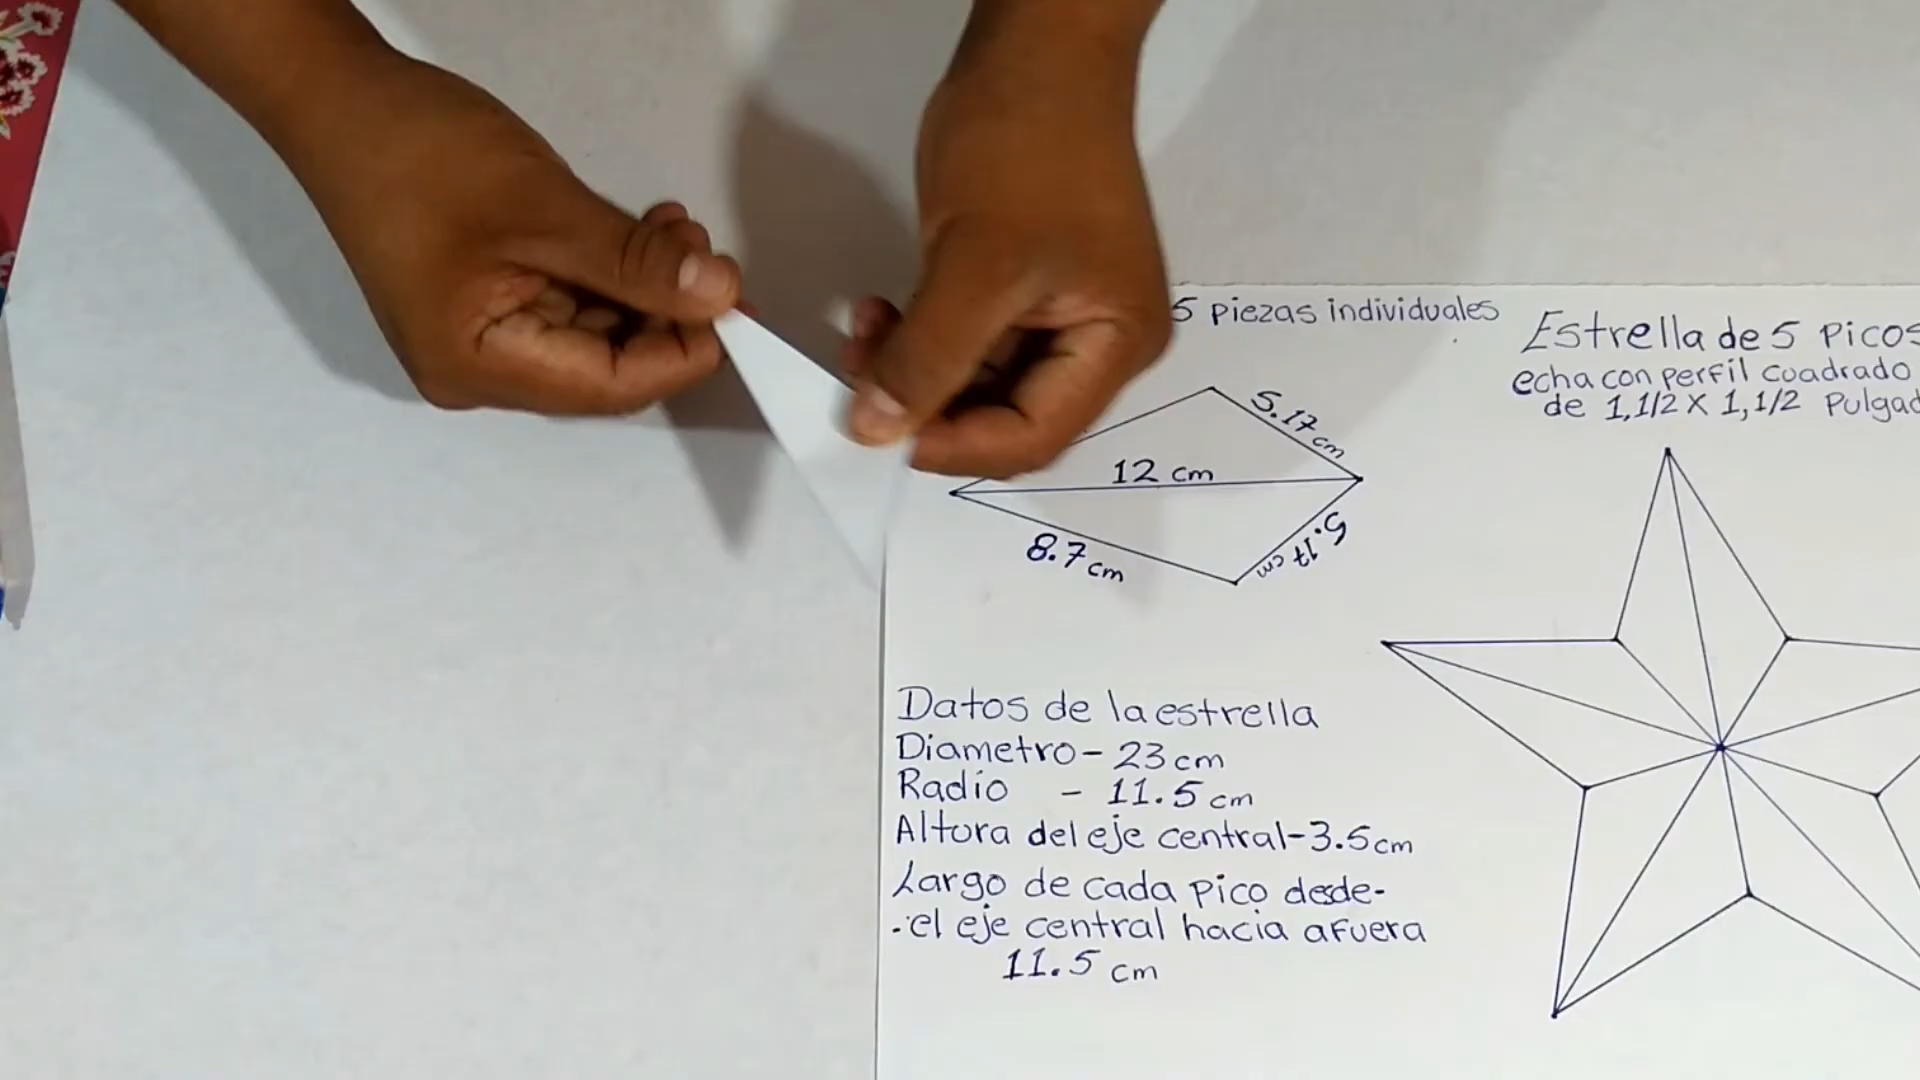 5 piezas individuales
Estrella de 5 picos
echa con perfil cuadrado
de 1,1/2 X 1,1/2 Pulgad
5.17 cm
12 cm
5.17 cm
8.7 cm
Datos de la estrella
Diametro - 23 cm
Radio - 11.5 cm
Altura del eje central - 3.5 cm
Largo de cada pico desde-
-el eje central hacia afuera
11.5 cm